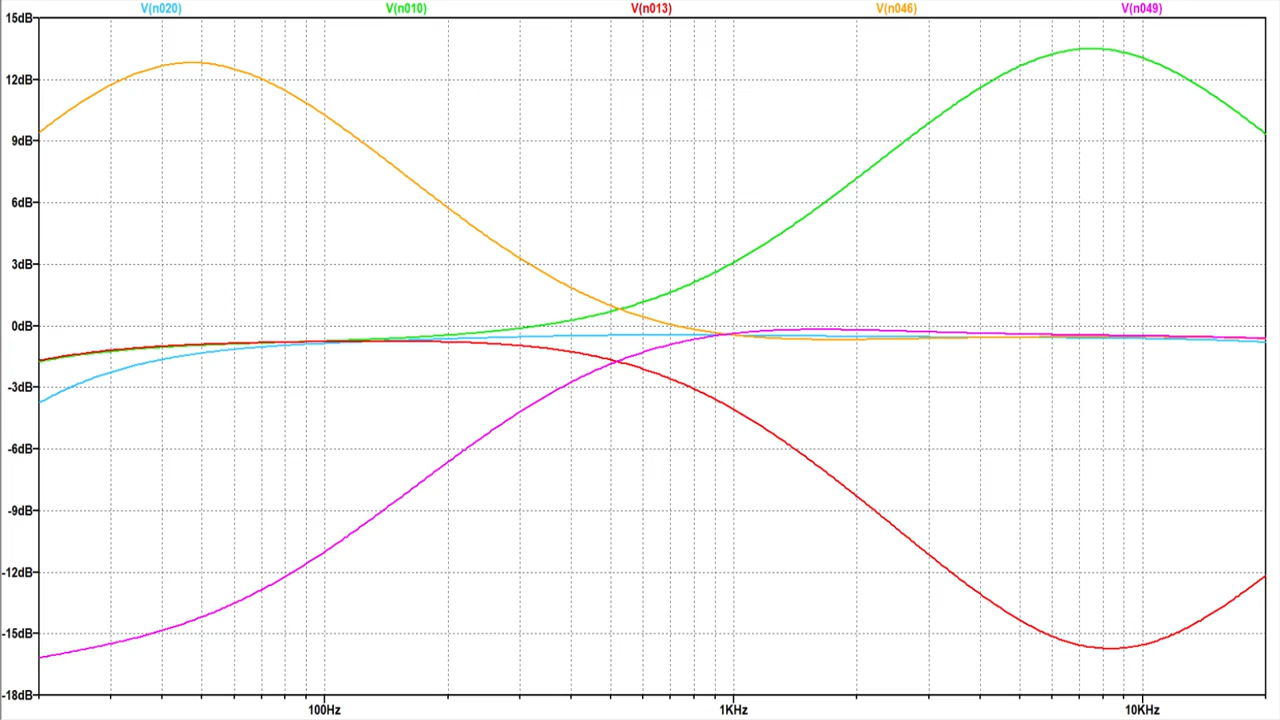 V(n020) V(n010) V(n013) V(n046) V(n049)
15dB
12dB
9dB
6dB
3dB
0dB
-3dB
-6dB
-9dB
-12dB
-15dB
-18dB
100Hz 1KHz 10KHz